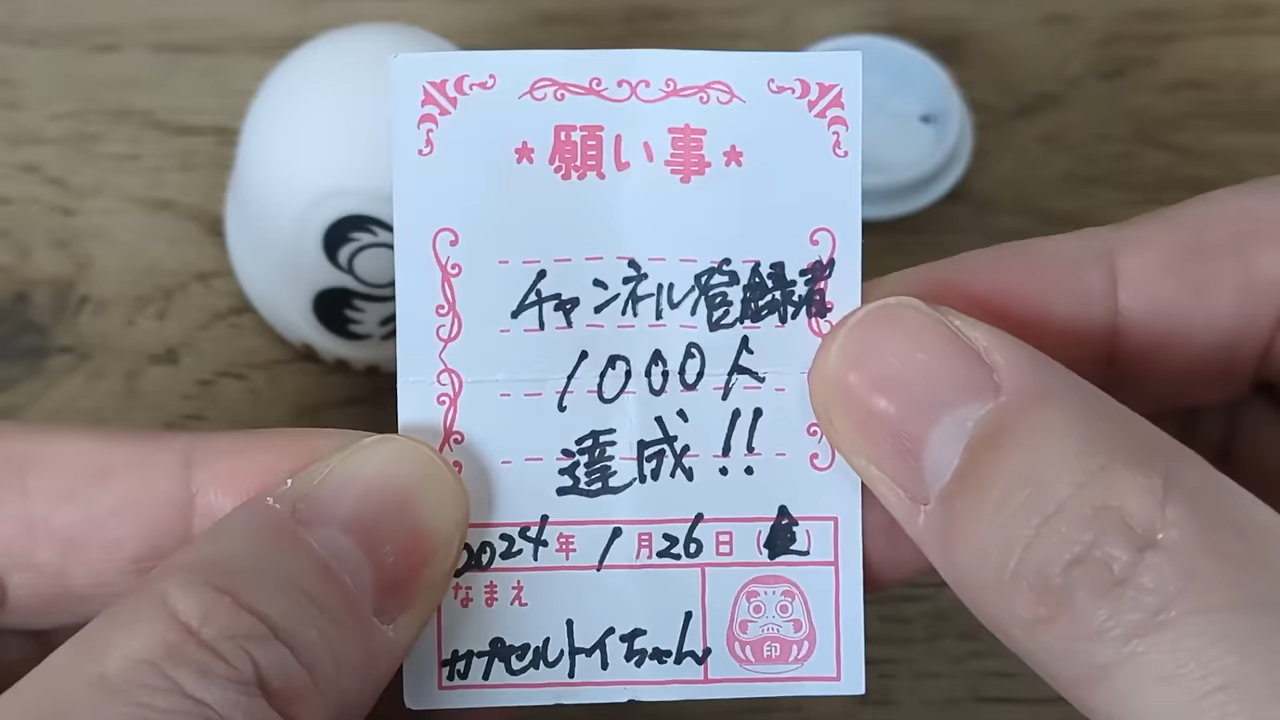 *願い事*
チャンネル登録者
1000人
達成!!
2024年1月26日(金)
なまえ
カプセルトイちゃん
印